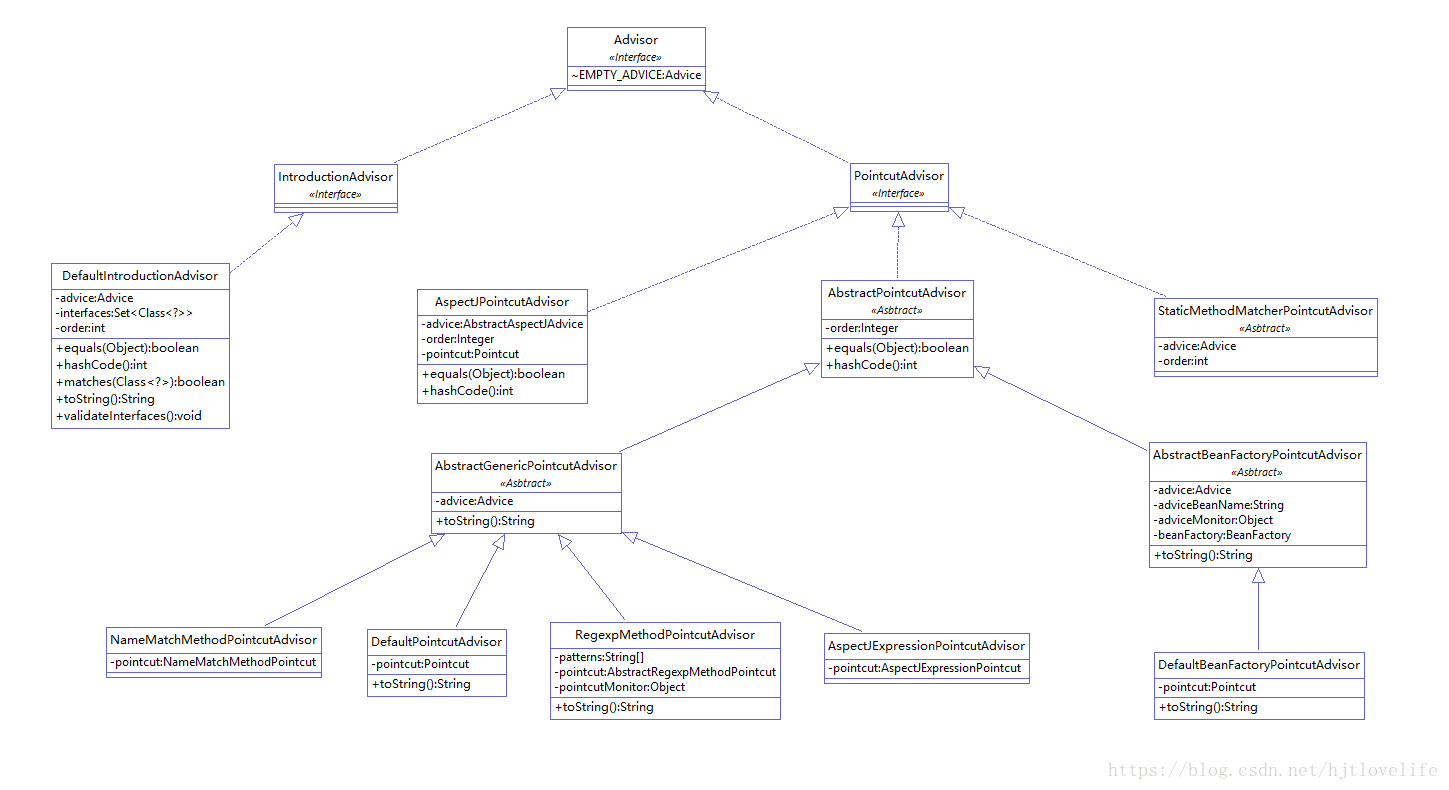 Advisor
«Interface»
~EMPTY_ADVICE:Advice
IntroductionAdvisor
«Interface»
PointcutAdvisor
«Interface»
DefaultIntroductionAdvisor
-advice:Advice
-interfaces:Set<Class<?>>
-order:int
+equals(Object):boolean
+hashCode():int
+matches(Class<?>):boolean
+toString():String
+validateInterfaces():void
AspectJPointcutAdvisor
-advice:AbstractAspectJAdvice
-order:Integer
-pointcut:Pointcut
+equals(Object):boolean
+hashCode():int
AbstractPointcutAdvisor
«Asbtract»
-order:Integer
+equals(Object):boolean
+hashCode():int
StaticMethodMatcherPointcutAdvisor
«Asbtract»
-advice:Advice
-order:int
AbstractGenericPointcutAdvisor
«Asbtract»
-advice:Advice
+toString():String
AbstractBeanFactoryPointcutAdvisor
«Asbtract»
-advice:Advice
-adviceBeanName:String
-adviceMonitor:Object
-beanFactory:BeanFactory
+toString():String
NameMatchMethodPointcutAdvisor
-pointcut:NameMatchMethodPointcut
DefaultPointcutAdvisor
-pointcut:Pointcut
+toString():String
RegexpMethodPointcutAdvisor
-patterns:String[]
-pointcut:AbstractRegexpMethodPointcut
-pointcutMonitor:Object
+toString():String
AspectJExpressionPointcutAdvisor
-pointcut:AspectJExpressionPointcut
DefaultBeanFactoryPointcutAdvisor
-pointcut:Pointcut
+toString():String
https://blog.csdn.net/hjtlovelife